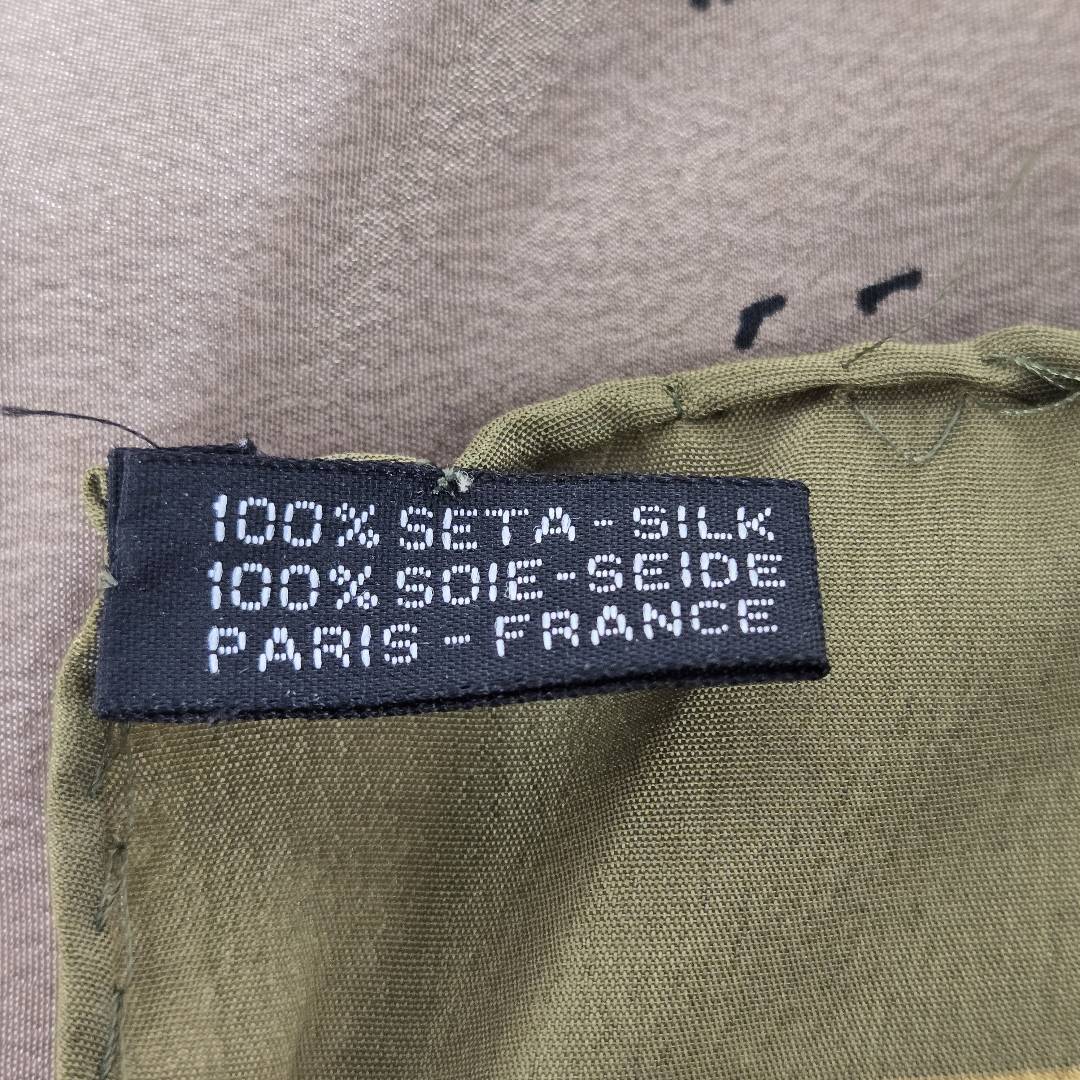 100% SETA - SILK
100% SOIE - SEIDE
PARIS - FRANCE